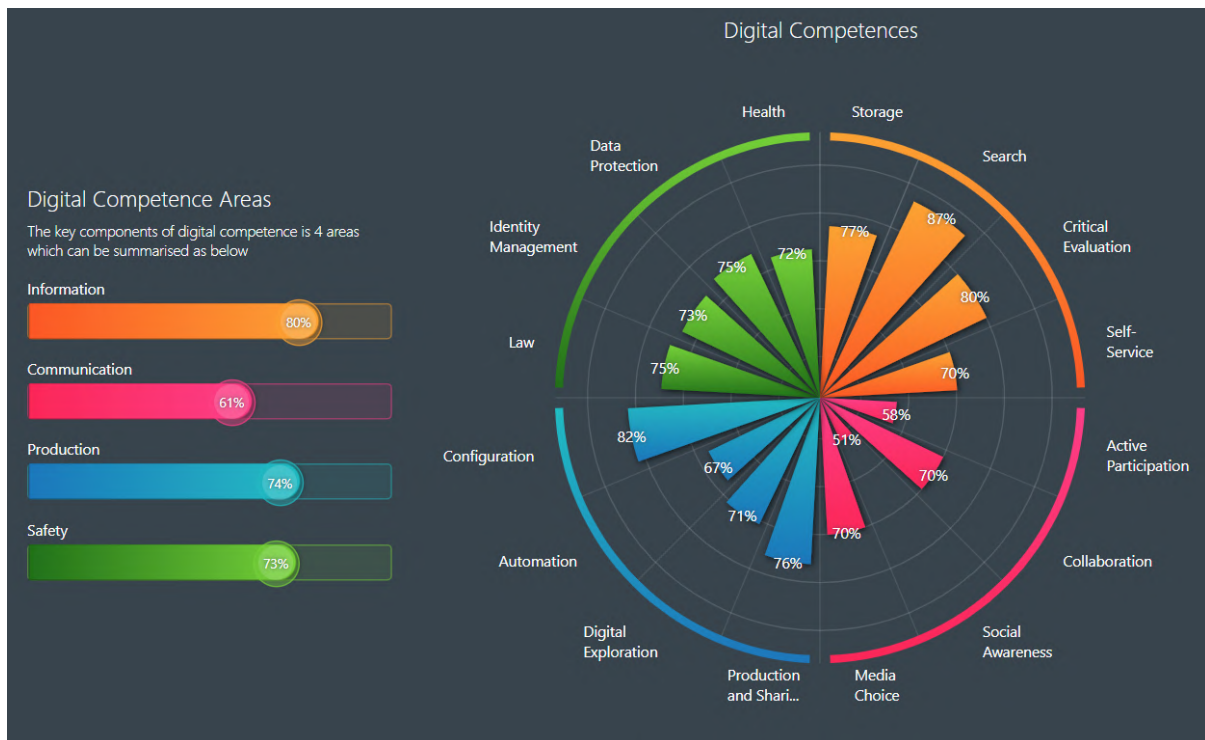 Digital Competences
Digital Competence Areas
The key components of digital competence is 4 areas
which can be summarised as below
Information
80%
Communication
61%
Production
74%
Safety
73%
Health
Storage
Data
Protection
Search
Identity
Management
Critical
Evaluation
Law
Self-
Service
Configuration
Active
Participation
Automation
Collaboration
Digital
Exploration
Social
Awareness
Production
and Shari...
Media
Choice
72%
77%
87%
75%
80%
73%
75%
70%
82%
58%
67%
51%
70%
71%
76%
70%